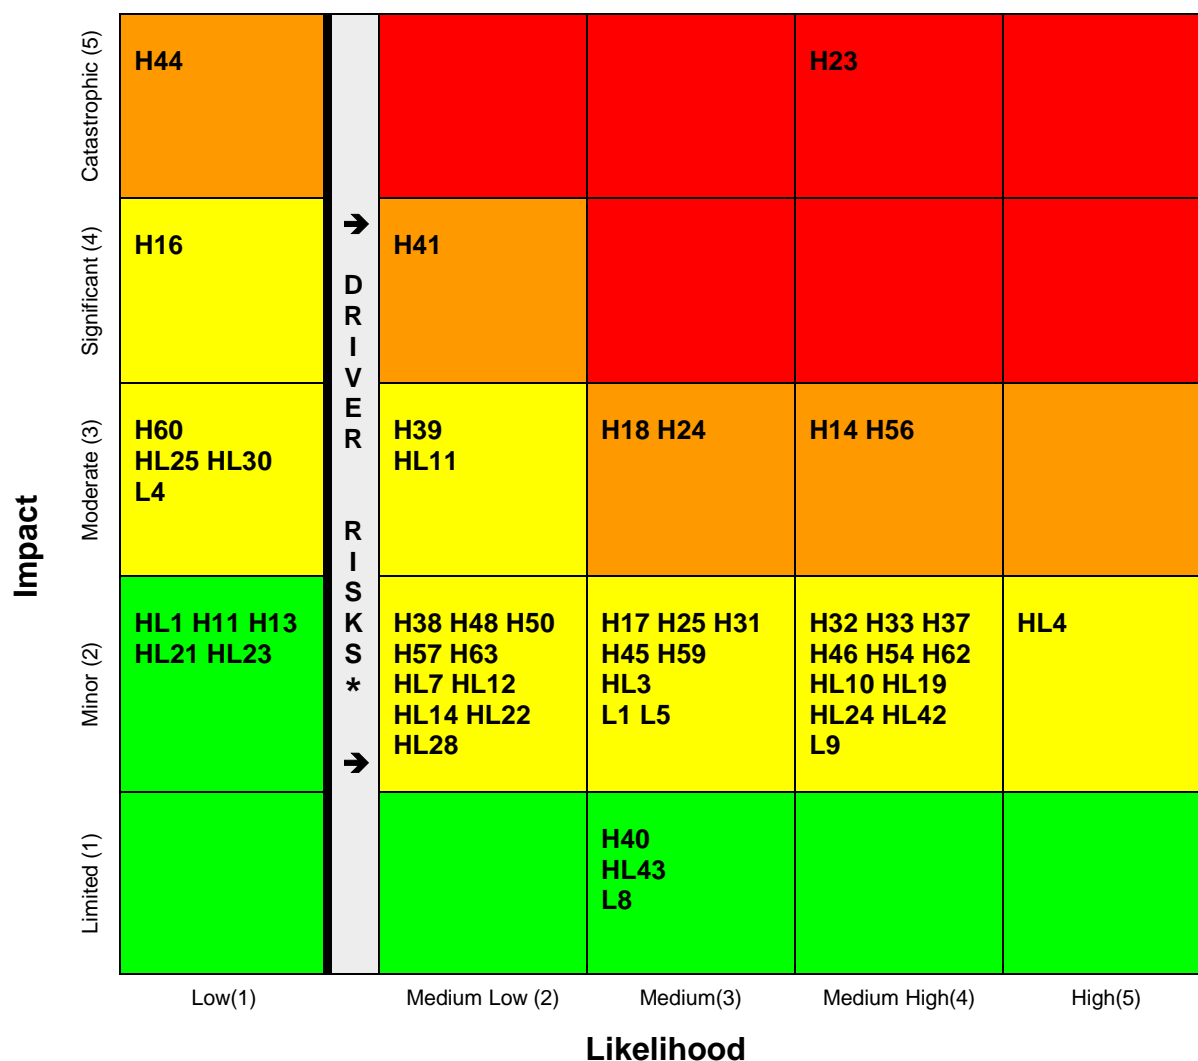 Impact
Catastrophic (5)
H44
H23
Significant (4)
H16
H41
Moderate (3)
H60
HL25 HL30
L4
H39
HL11
H18 H24
H14 H56
Minor (2)
HL1 H11 H13
HL21 HL23
H38 H48 H50
H57 H63
HL7 HL12
HL14 HL22
HL28
H17 H25 H31
H45 H59
HL3
L1 L5
H32 H33 H37
H46 H54 H62
HL10 HL19
HL24 HL42
L9
HL4
Limited (1)
H40
HL43
L8
➔ DRIVER RISKS* ➔
Low(1)
Medium Low (2)
Medium(3)
Medium High(4)
High(5)
Likelihood